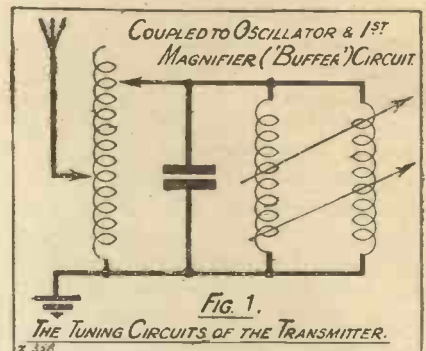 COUPLED TO OSCILLATOR & 1ST
MAGNIFIER ('BUFFER') CIRCUIT.
FIG. 1.
THE TUNING CIRCUITS OF THE TRANSMITTER.